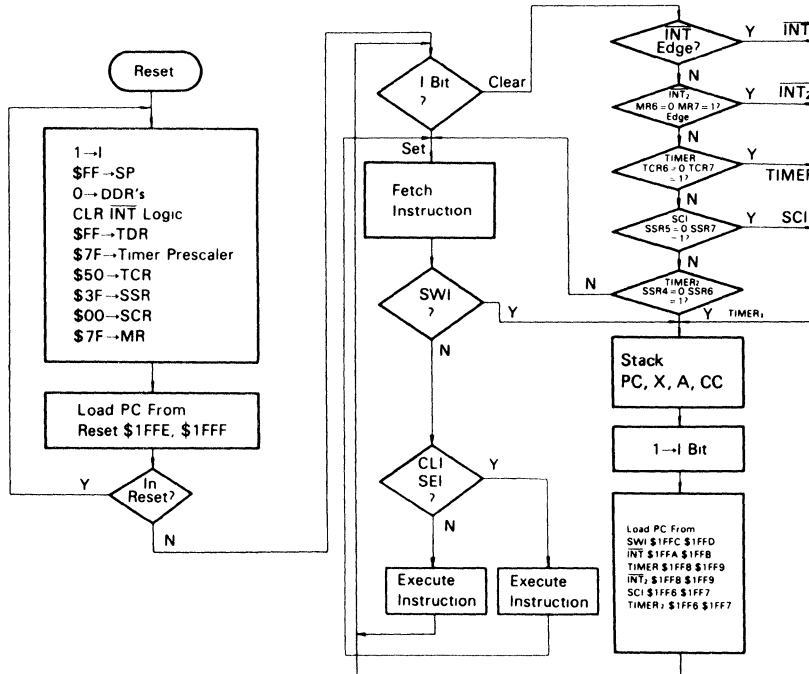 Reset
1→I
$FF→SP
0→DDR's
CLR INT Logic
$FF→TDR
$7F→Timer Prescaler
$50→TCR
$3F→SSR
$00→SCR
$7F→MR
Load PC From
Reset $1FFE, $1FFF
In
Reset?
Y
N
I Bit
?
Clear
Set
Fetch
Instruction
SWI
?
Y
N
CLI
SEI
?
Y
N
Execute
Instruction
Execute
Instruction
INT
Edge?
Y
INT
N
INT₂
MR6=0 MR7=1?
Edge
Y
INT₂
N
TIMER
TCR6=0 TCR7
=1?
Y
TIMER
N
SCI
SSR5=0 SSR7
=1?
Y
SCI
N
TIMER₂
SSR4=0 SSR6
=1?
N
Y
TIMER₂
Stack
PC, X, A, CC
1→I Bit
Load PC From
SWI $1FFC $1FFD
INT $1FFA $1FFB
TIMER $1FF8 $1FF9
INT₂ $1FF8 $1FF9
SCI $1FF6 $1FF7
TIMER₂ $1FF6 $1FF7